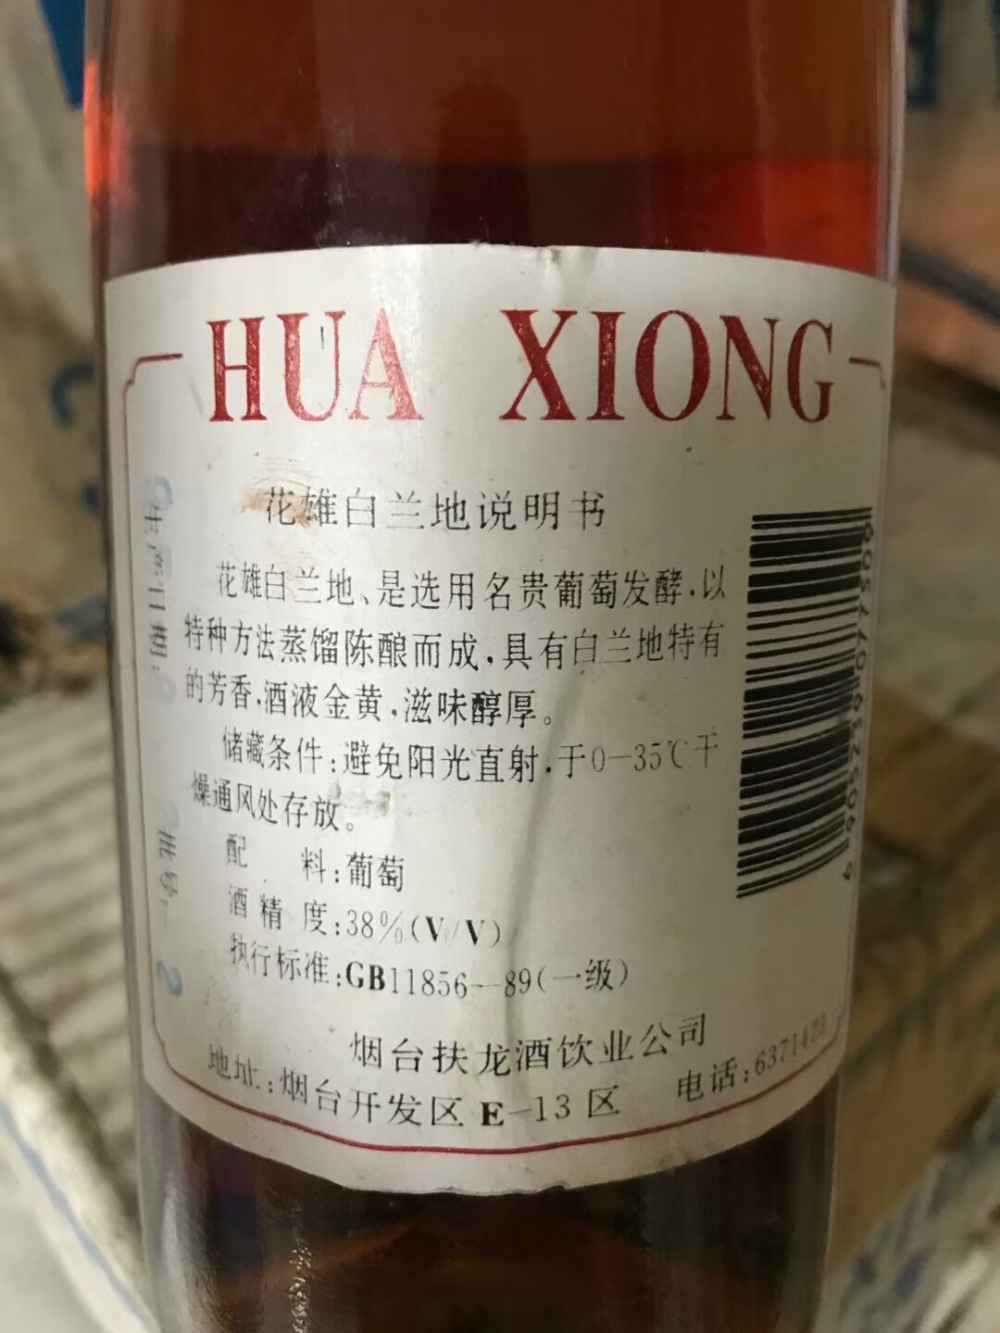 HUA XIONG
花雄白兰地说明书
花雄白兰地、是选用名贵葡萄发酵,以
特种方法蒸馏陈酿而成,具有白兰地特有
的芳香,酒液金黄,滋味醇厚。
储藏条件:避免阳光直射,于0-35℃干
燥通风处存放。
配 料:葡萄
酒精 度:38%(V/V)
执行标准:GB11856-89(一级)
烟台扶龙酒饮业公司
地址:烟台开发区E-13区 电话:6371473